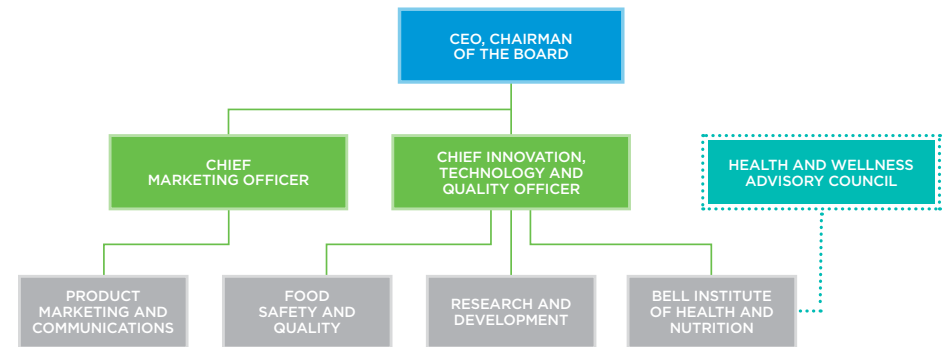 CEO, CHAIRMAN
OF THE BOARD
CHIEF
MARKETING OFFICER
CHIEF INNOVATION,
TECHNOLOGY AND
QUALITY OFFICER
HEALTH AND WELLNESS
ADVISORY COUNCIL
PRODUCT
MARKETING AND
COMMUNICATIONS
FOOD
SAFETY AND
QUALITY
RESEARCH AND
DEVELOPMENT
BELL INSTITUTE
OF HEALTH AND
NUTRITION